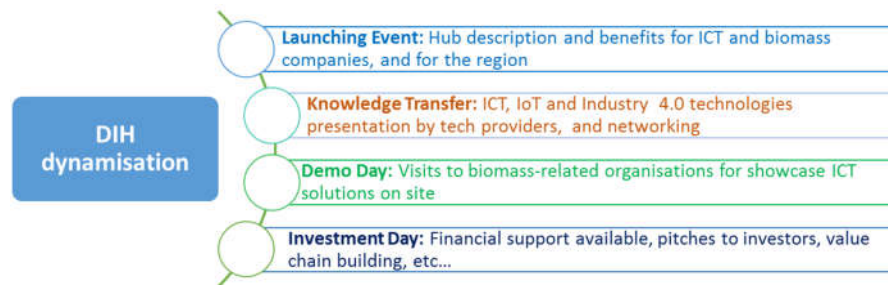 DIH
dynamisation
Launching Event: Hub description and benefits for ICT and biomass
companies, and for the region
Knowledge Transfer: ICT, IoT and Industry 4.0 technologies
presentation by tech providers, and networking
Demo Day: Visits to biomass-related organisations for showcase ICT
solutions on site
Investment Day: Financial support available, pitches to investors, value
chain building, etc...